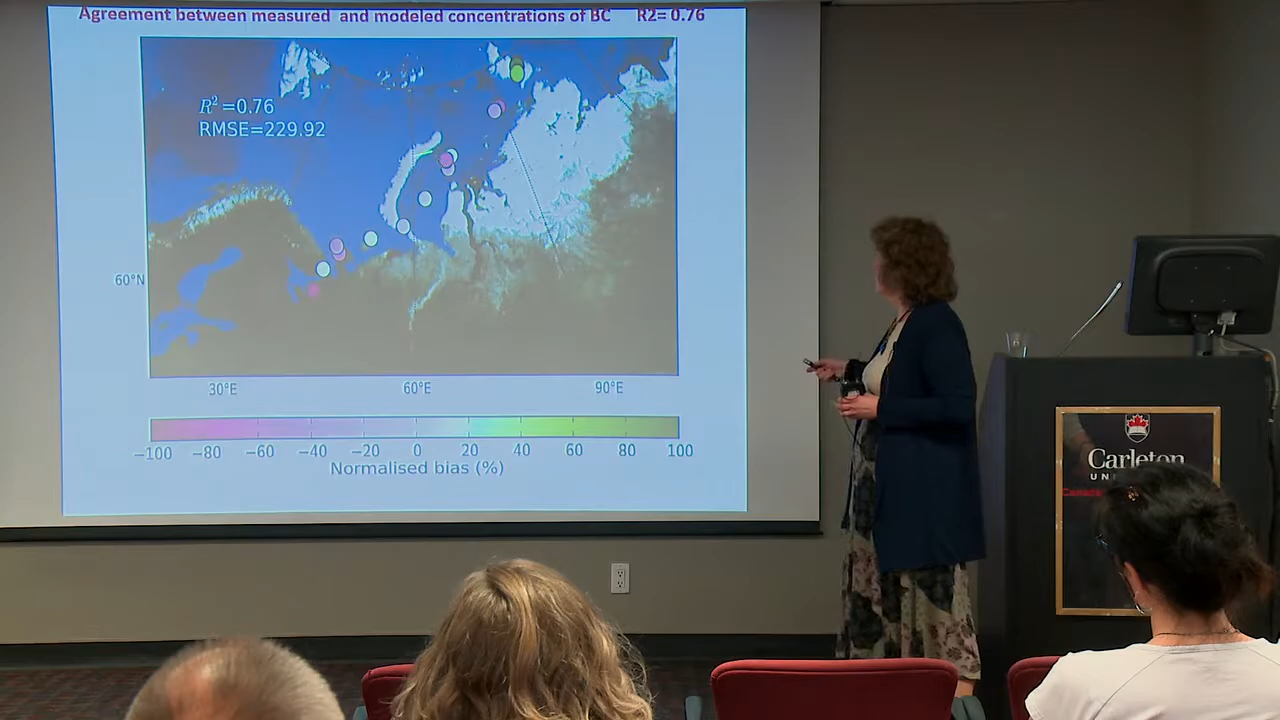 Agreement between measured and modeled concentrations of BC R2= 0.76
R²=0.76
RMSE=229.92
60°N
30°E 60°E 90°E
−100 −80 −60 −40 −20 0 20 40 60 80 100
Normalised bias (%)
Carleton